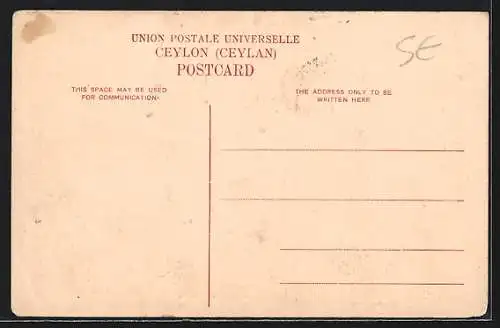 UNION POSTALE UNIVERSELLE
CEYLON (CEYLAN)
POSTCARD
5€
THIS SPACE MAY BE USED
FOR COMMUNICATION.
THE ADDRESS ONLY TO BE
WRITTEN HERE